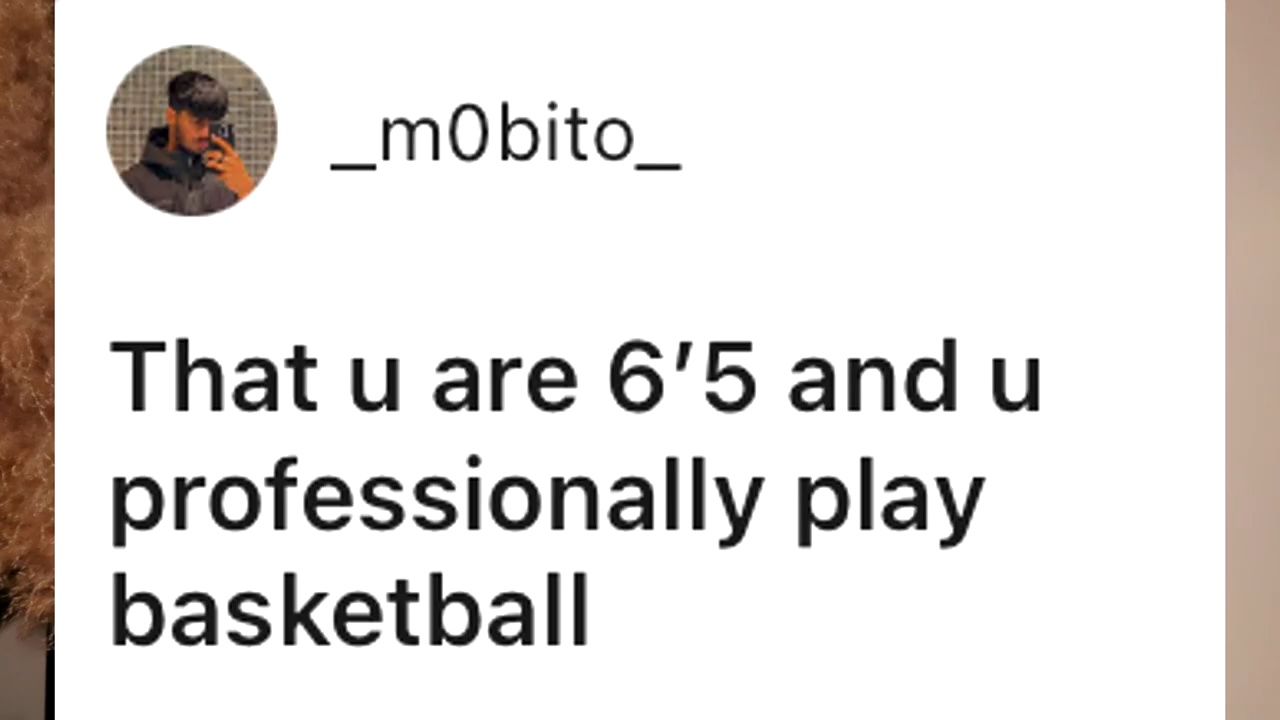 _m0bito_
That u are 6’5 and u
professionally play
basketball